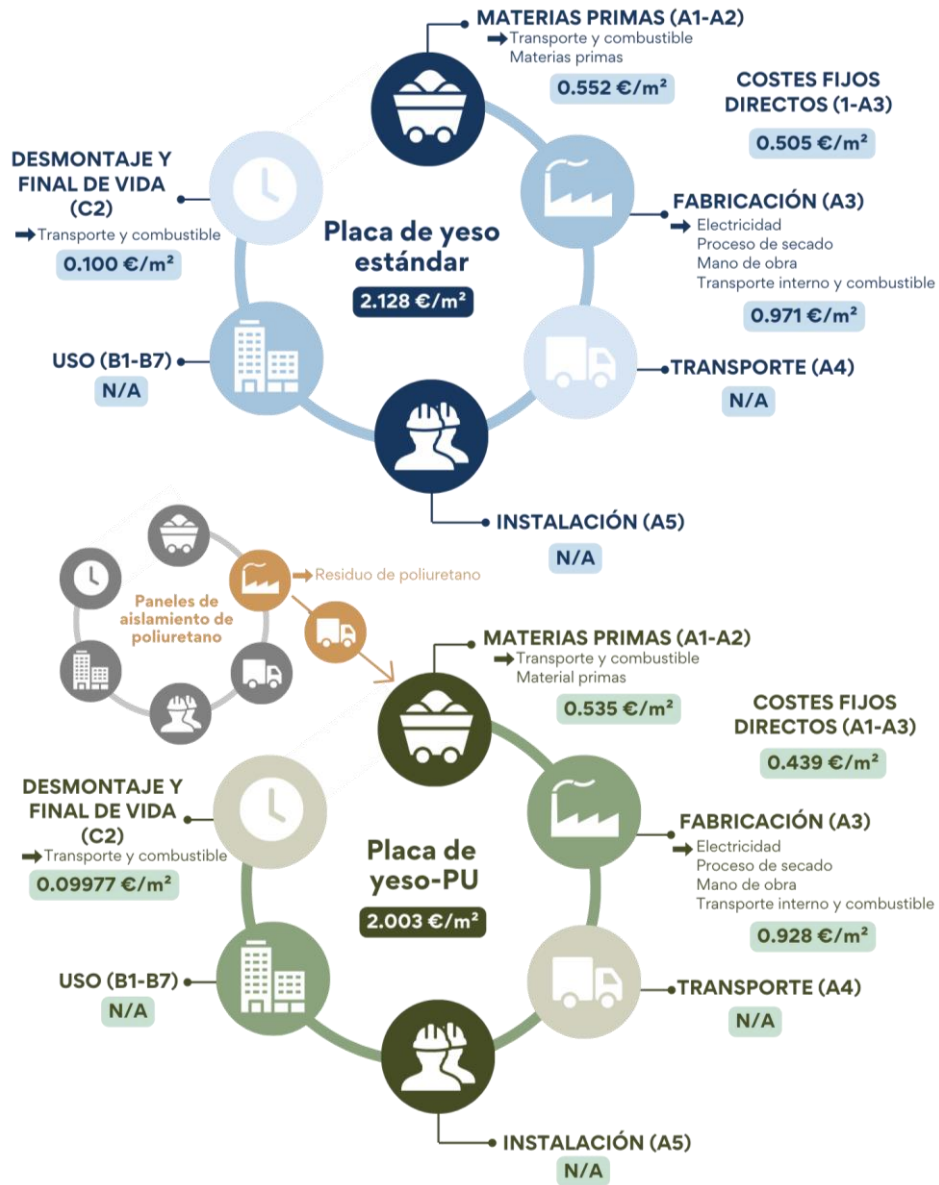 MATERIAS PRIMAS (A1-A2)
➡Transporte y combustible
Materias primas
0.552 €/m²
COSTES FIJOS
DIRECTOS (1-A3)
0.505 €/m²
DESMONTAJE Y
FINAL DE VIDA
(C2)
➡Transporte y combustible
0.100 €/m²
FABRICACIÓN (A3)
➡ Electricidad
Proceso de secado
Mano de obra
Transporte interno y combustible
0.971 €/m²
Placa de yeso
estándar
2.128 €/m²
USO (B1-B7)
N/A
TRANSPORTE (A4)
N/A
INSTALACIÓN (A5)
N/A
➡ Residuo de poliuretano
Paneles de
aislamiento de
poliuretano
MATERIAS PRIMAS (A1-A2)
➡Transporte y combustible
Material primas
0.535 €/m²
COSTES FIJOS
DIRECTOS (A1-A3)
0.439 €/m²
DESMONTAJE Y
FINAL DE VIDA
(C2)
➡Transporte y combustible
0.09977 €/m²
FABRICACIÓN (A3)
➡ Electricidad
Proceso de secado
Mano de obra
Transporte interno y combustible
0.928 €/m²
Placa de
yeso-PU
2.003 €/m²
USO (B1-B7)
N/A
TRANSPORTE (A4)
N/A
INSTALACIÓN (A5)
N/A